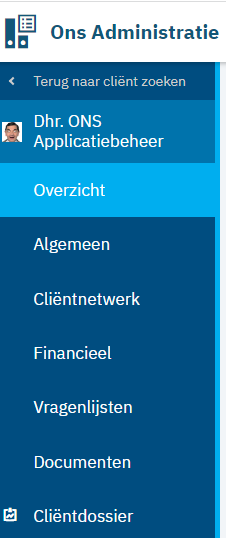 Ons Administratie
Terug naar cliënt zoeken
Dhr. ONS
Applicatiebeheer
Overzicht
Algemeen
Cliëntnetwerk
Financieel
Vragenlijsten
Documenten
Cliëntdossier